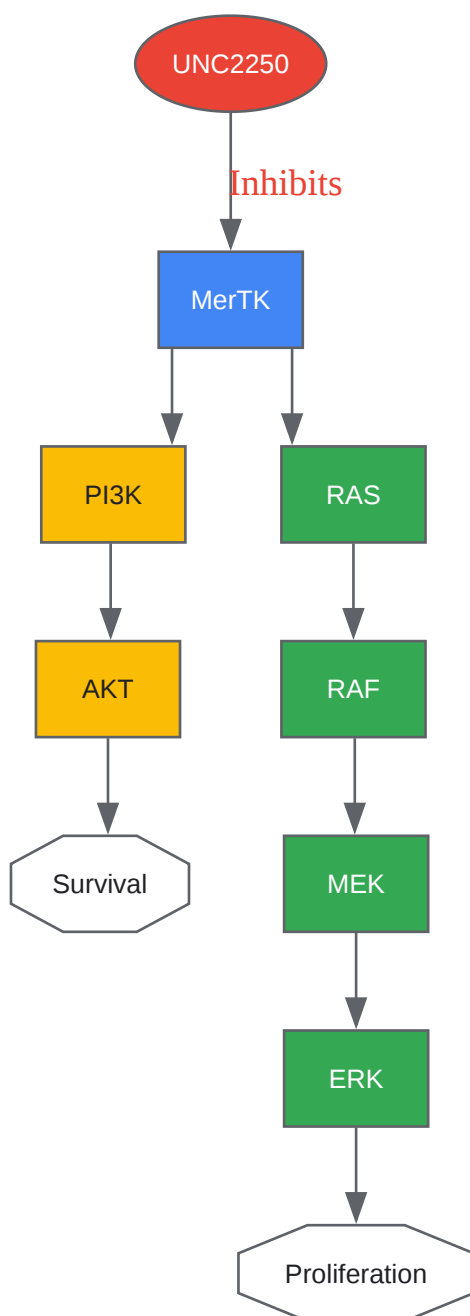 UNC2250
Inhibits
MerTK
PI3K
RAS
AKT
RAF
Survival
MEK
ERK
Proliferation